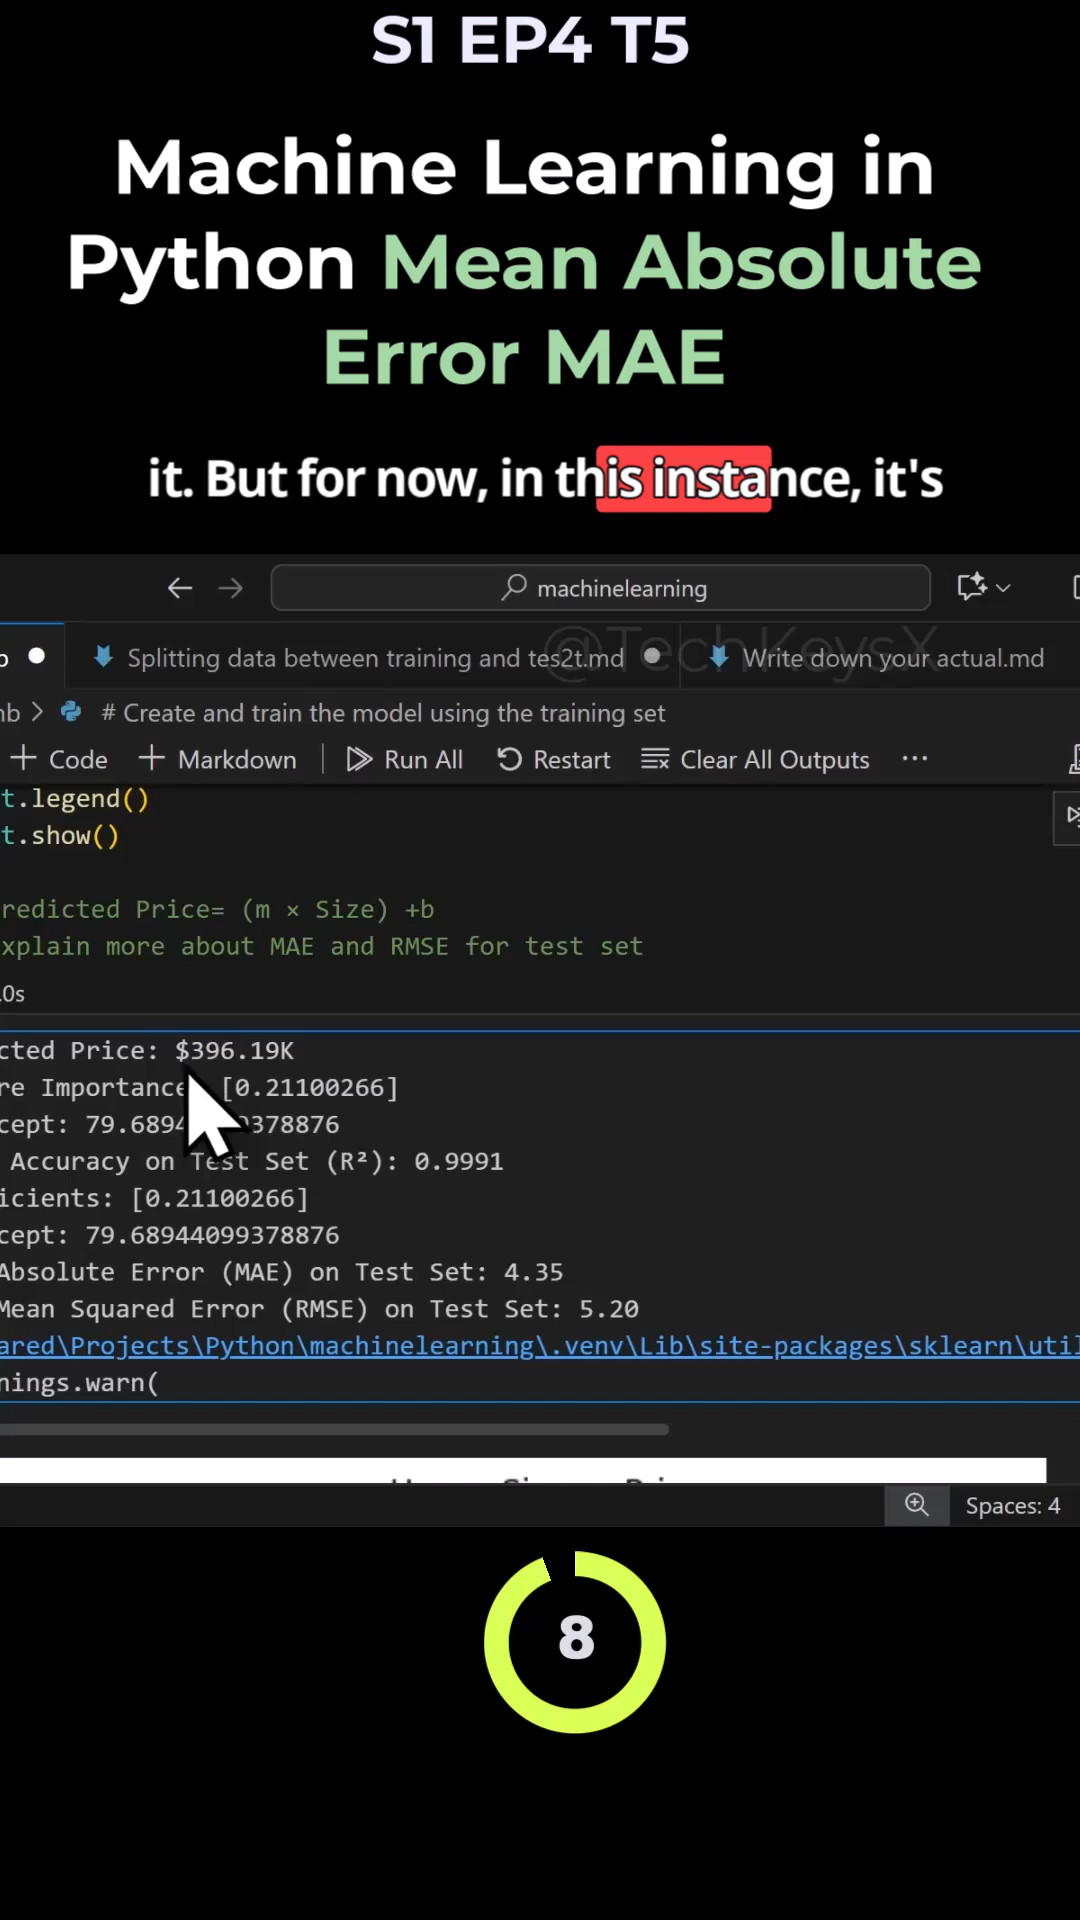 S1 EP4 T5
Machine Learning in
Python Mean Absolute
Error MAE
it. But for now, in this instance, it's
machinelearning
@TechKeysX
Splitting data between training and tes2t.md
Write down your actual.md
nb > # Create and train the model using the training set
+ Code + Markdown Run All Restart Clear All Outputs ...
t.legend()
t.show()
redicted Price= (m × Size) +b
xplain more about MAE and RMSE for test set
.0s
cted Price: $396.19K
re Importance [0.21100266]
cept: 79.6894 9378876
Accuracy on Test Set (R²): 0.9991
icients: [0.21100266]
cept: 79.68944099378876
Absolute Error (MAE) on Test Set: 4.35
Mean Squared Error (RMSE) on Test Set: 5.20
ared\Projects\Python\machinelearning\.venv\Lib\site-packages\sklearn\util
nings.warn(
Spaces: 4
8